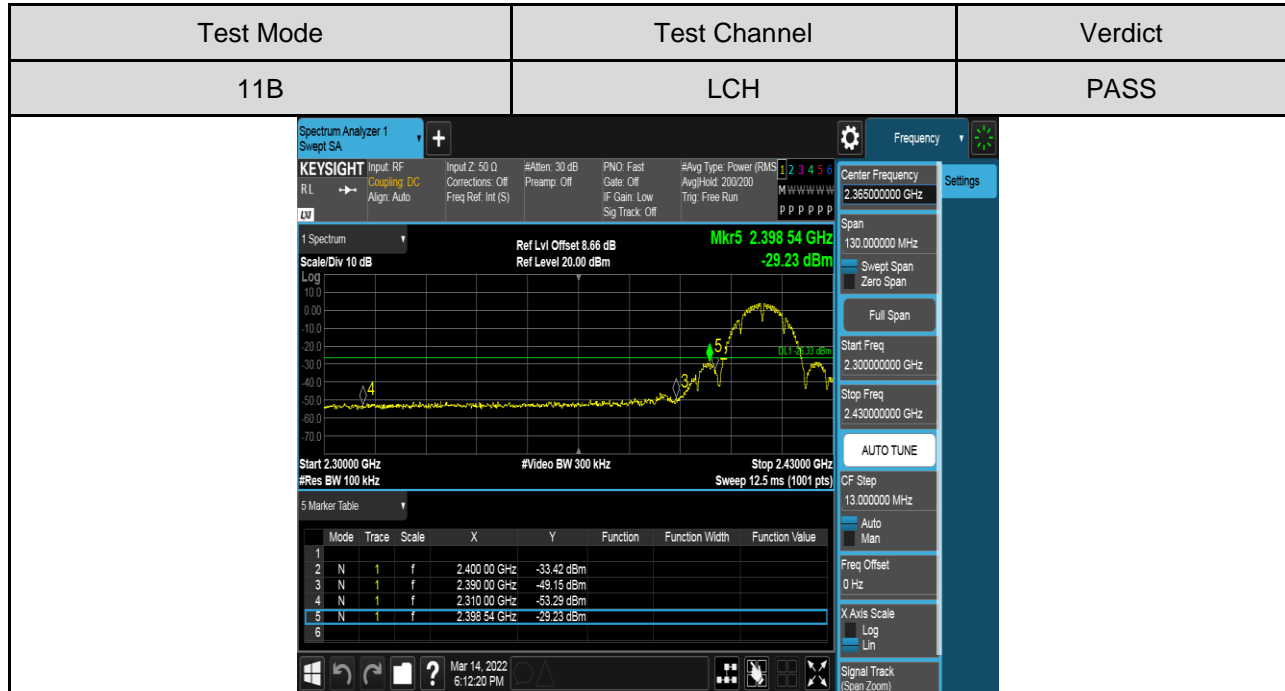 Test Mode Test Channel Verdict
11B LCH PASS
Spectrum Analyzer 1
Swept SA
+
Frequency
KEYSIGHT Input: RF Input Z: 50 Ω #Atten: 30 dB PNO: Fast #Avg Type: Power (RMS 1 2 3 4 5 6
RL Coupling: DC Corrections: Off Preamp: Off Gate: Off Avg|Hold: 200/200 M W W W W W
Align: Auto Freq Ref: Int (S) IF Gain: Low Trig: Free Run
LXI Sig Track: Off P P P P P P
Center Frequency
2.365000000 GHz
Settings
1 Spectrum
Ref Lvl Offset 8.66 dB Mkr5 2.398 54 GHz
Scale/Div 10 dB Ref Level 20.00 dBm -29.23 dBm
Log
10.0
0.00
-10.0
-20.0
-30.0
-40.0
-50.0
-60.0
-70.0
DL1 -26.33 dBm
5
3
4
Start 2.30000 GHz #Video BW 300 kHz Stop 2.43000 GHz
#Res BW 100 kHz Sweep 12.5 ms (1001 pts)
Span
130.000000 MHz
Swept Span
Zero Span
Full Span
Start Freq
2.300000000 GHz
Stop Freq
2.430000000 GHz
AUTO TUNE
CF Step
13.000000 MHz
Auto
Man
Freq Offset
0 Hz
X Axis Scale
Log
Lin
Signal Track
(Span Zoom)
5 Marker Table
Mode Trace Scale X Y Function Function Width Function Value
1
2 N 1 f 2.400 00 GHz -33.42 dBm
3 N 1 f 2.390 00 GHz -49.15 dBm
4 N 1 f 2.310 00 GHz -53.29 dBm
5 N 1 f 2.398 54 GHz -29.23 dBm
6
? Mar 14, 2022
6:12:20 PM